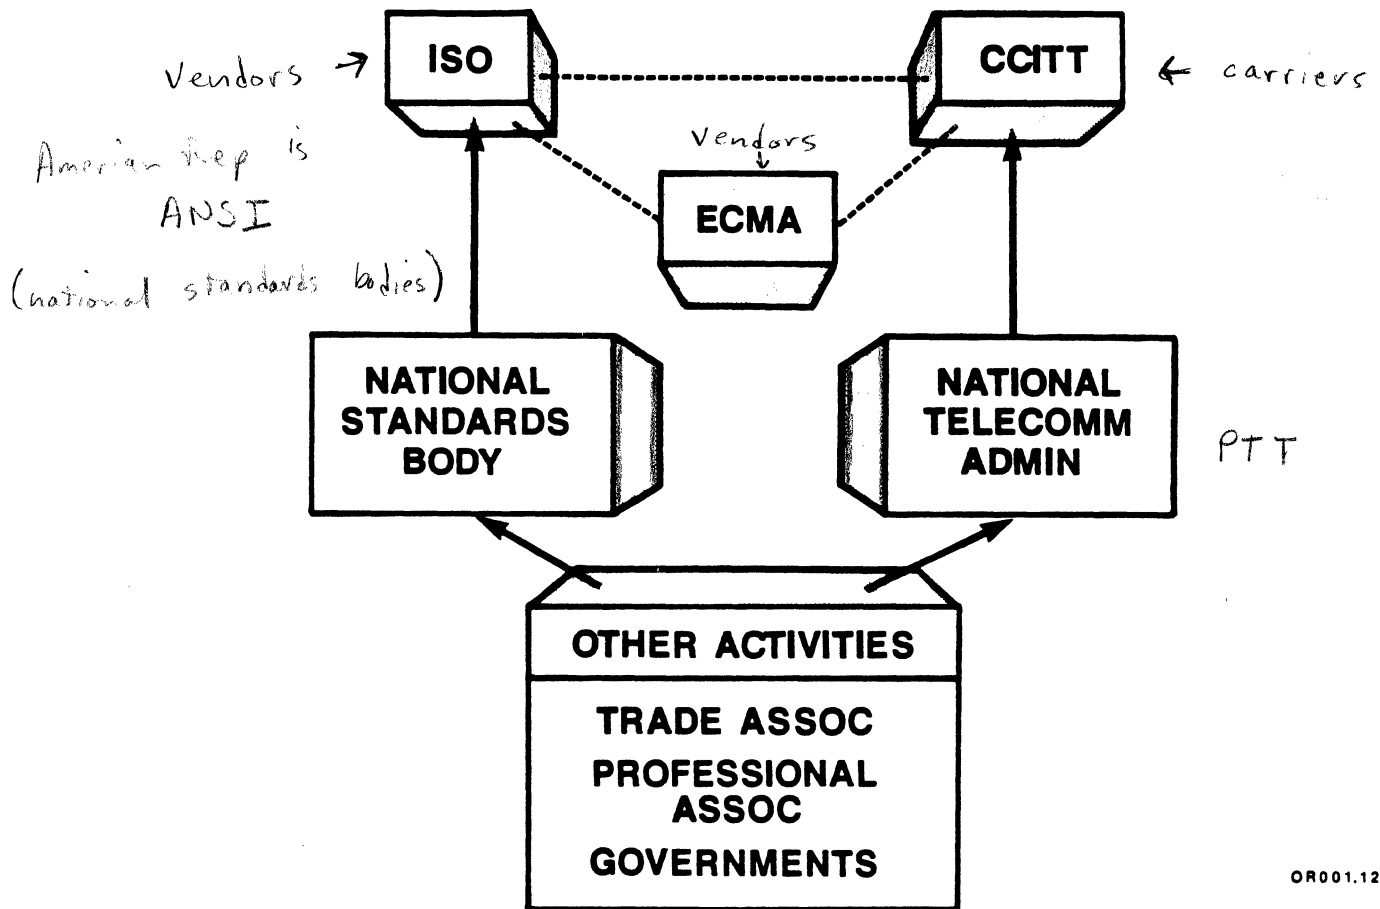 ISO
CCITT
Vendors →
← carriers
Amerian rep is
ANSI
(national standards bodies)
Vendors
ECMA
NATIONAL
STANDARDS
BODY
NATIONAL
TELECOMM
ADMIN
PTT
OTHER ACTIVITIES
TRADE ASSOC
PROFESSIONAL
ASSOC
GOVERNMENTS
OR001.12